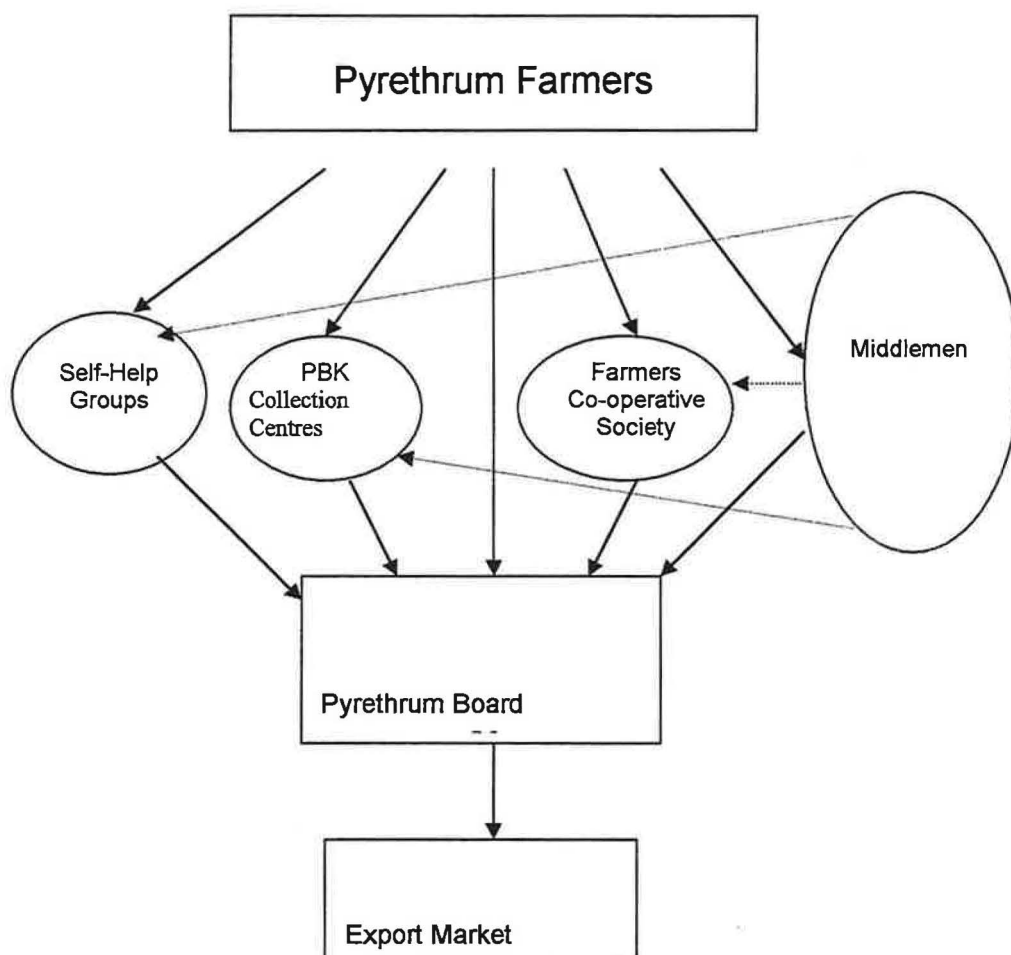 Pyrethrum Farmers
Self-Help
Groups
PBK
Collection
Centres
Farmers
Co-operative
Society
Middlemen
Pyrethrum Board
Export Market